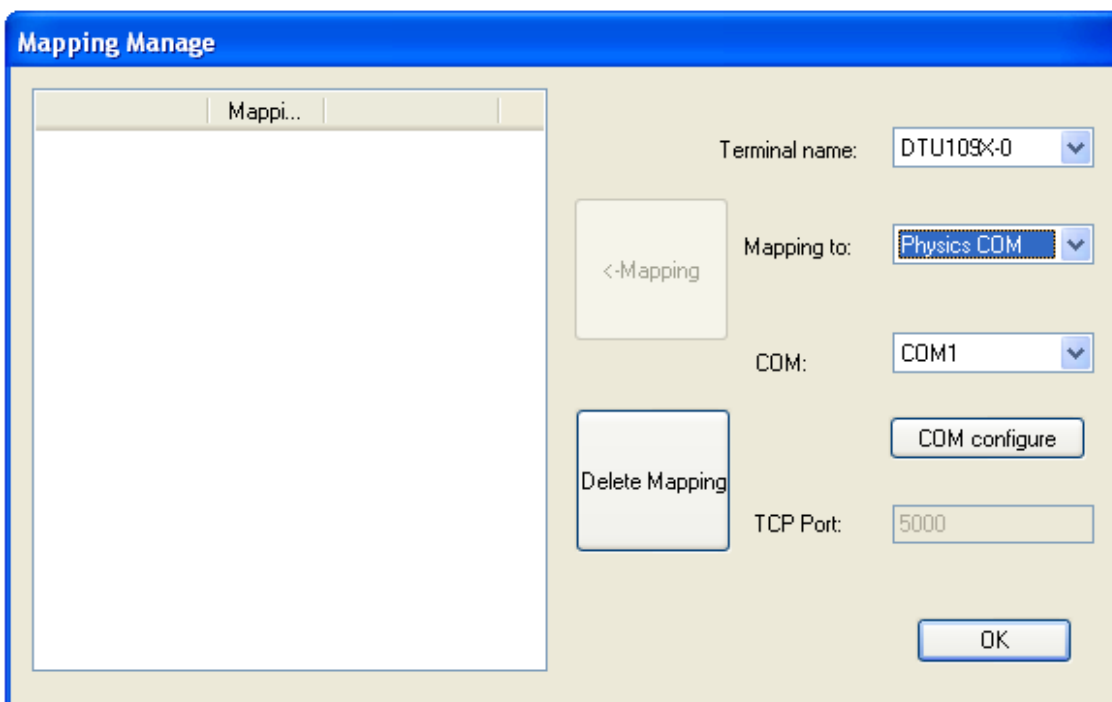 Mapping Manage
Mappi...
Terminal name:
DTU109X-0
<-Mapping
Mapping to:
Physics COM
COM:
COM1
COM configure
Delete Mapping
TCP Port:
5000
OK